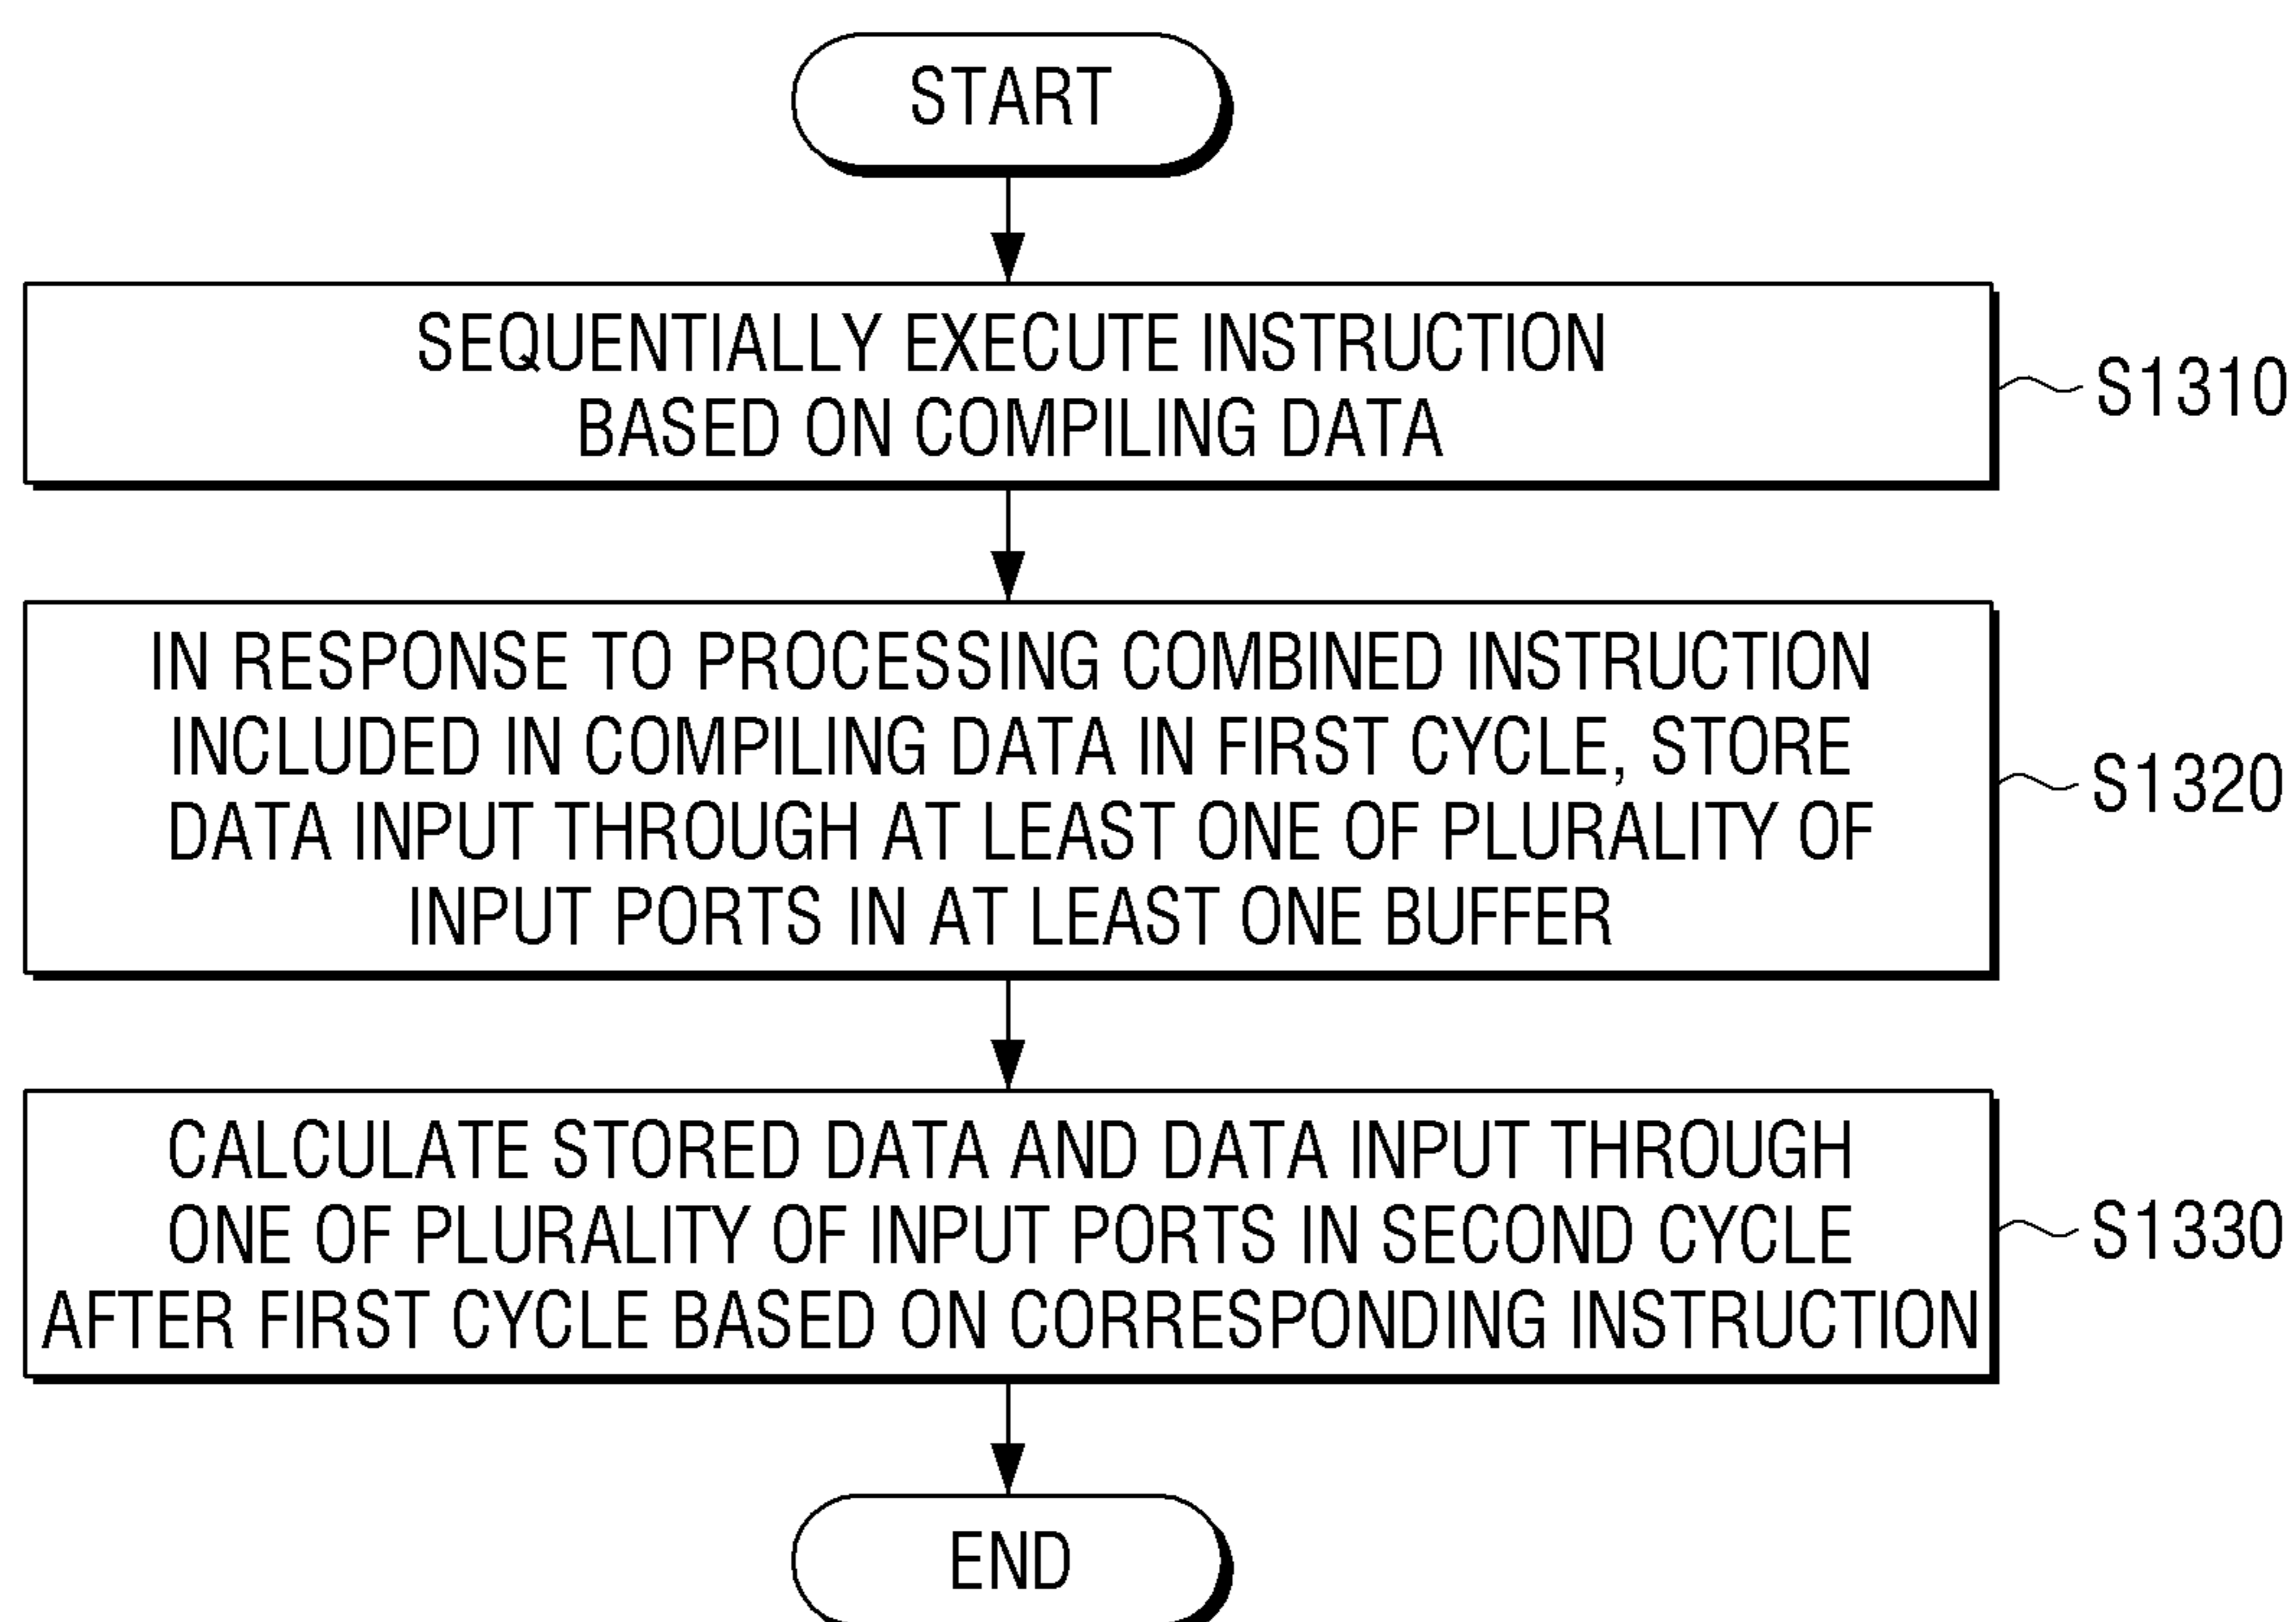 START
SEQUENTIALLY EXECUTE INSTRUCTION
BASED ON COMPILING DATA
S1310
IN RESPONSE TO PROCESSING COMBINED INSTRUCTION
INCLUDED IN COMPILING DATA IN FIRST CYCLE, STORE
DATA INPUT THROUGH AT LEAST ONE OF PLURALITY OF
INPUT PORTS IN AT LEAST ONE BUFFER
S1320
CALCULATE STORED DATA AND DATA INPUT THROUGH
ONE OF PLURALITY OF INPUT PORTS IN SECOND CYCLE
AFTER FIRST CYCLE BASED ON CORRESPONDING INSTRUCTION
S1330
END